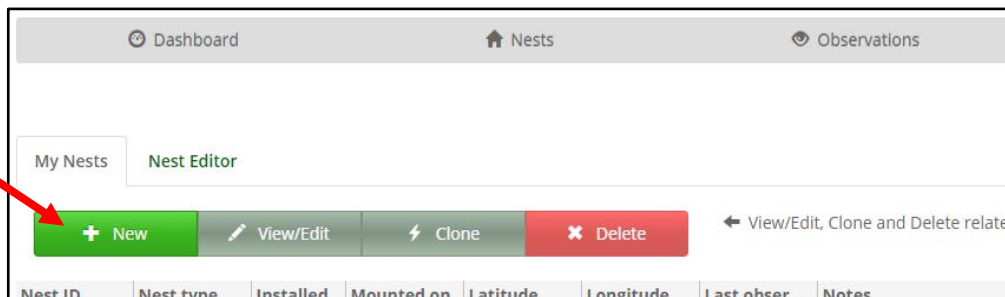 Dashboard Nests Observations
My Nests Nest Editor
New View/Edit Clone Delete View/Edit, Clone and Delete relate
Nest ID Nest type Installed Mounted on Latitude Longitude Last obser Notes